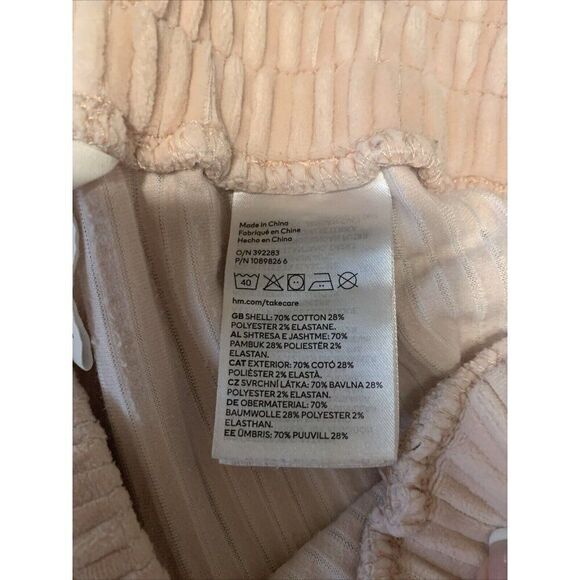 Made in China
Fabriqué en Chine
Hecho en China
O/N 392283
P/N 1089826 6
40
hm.com/takecare
GB SHELL: 70% COTTON 28%
POLYESTER 2% ELASTANE.
AL SHTRESA E JASHTME: 70%
PAMBUK 28% POLIESTËR 2%
ELASTAN.
CAT EXTERIOR: 70% COTÓ 28%
POLIÈSTER 2% ELASTÀ.
CZ SVRCHNÍ LÁTKA: 70% BAVLNA 28%
POLYESTER 2% ELASTAN.
DE OBERMATERIAL: 70%
BAUMWOLLE 28% POLYESTER 2%
ELASTHAN.
EE ÜMBRIS: 70% PUUVILL 28%